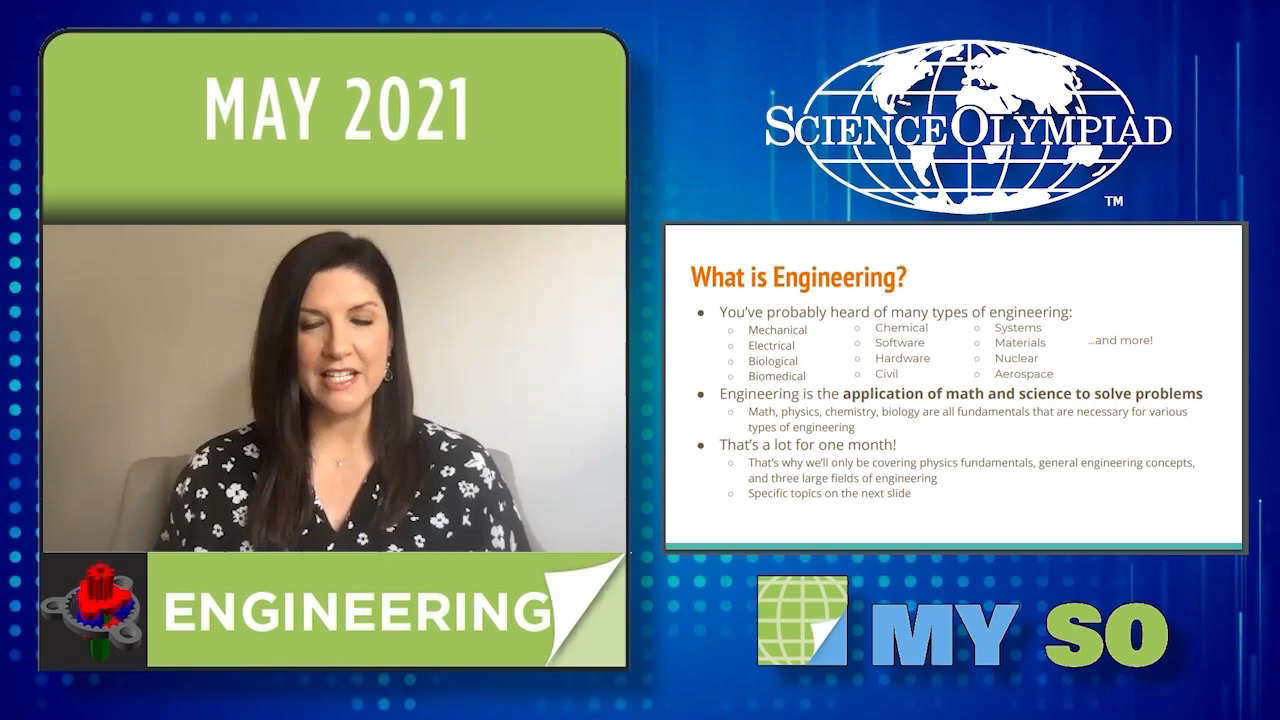 MAY 2021
ENGINEERING
SCIENCE OLYMPIAD
TM
What is Engineering?
● You've probably heard of many types of engineering:
○ Mechanical ○ Chemical ○ Systems
○ Electrical ○ Software ○ Materials ...and more!
○ Biological ○ Hardware ○ Nuclear
○ Biomedical ○ Civil ○ Aerospace
● Engineering is the application of math and science to solve problems
○ Math, physics, chemistry, biology are all fundamentals that are necessary for various
types of engineering
● That's a lot for one month!
○ That's why we'll only be covering physics fundamentals, general engineering concepts,
and three large fields of engineering
○ Specific topics on the next slide
MY SO